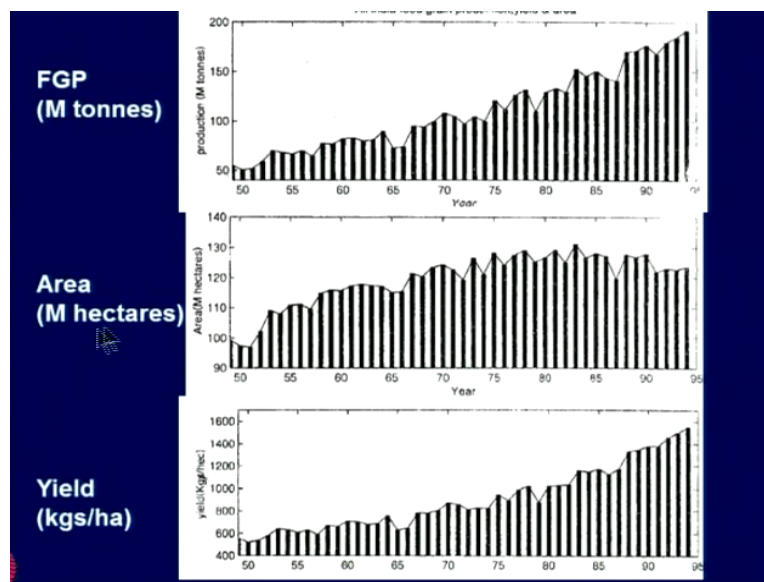 FGP
(M tonnes)
production (M tonnes)
200
150
100
50
50 55 60 65 70 75 80 85 90
Year
Area
(M hectares)
Area(M hectares)
140
130
120
110
100
90
50 55 60 65 70 75 80 85 90 95
Year
Yield
(kgs/ha)
yield(Kgs/hec)
1600
1400
1200
1000
800
600
400
50 55 60 65 70 75 80 85 90 95